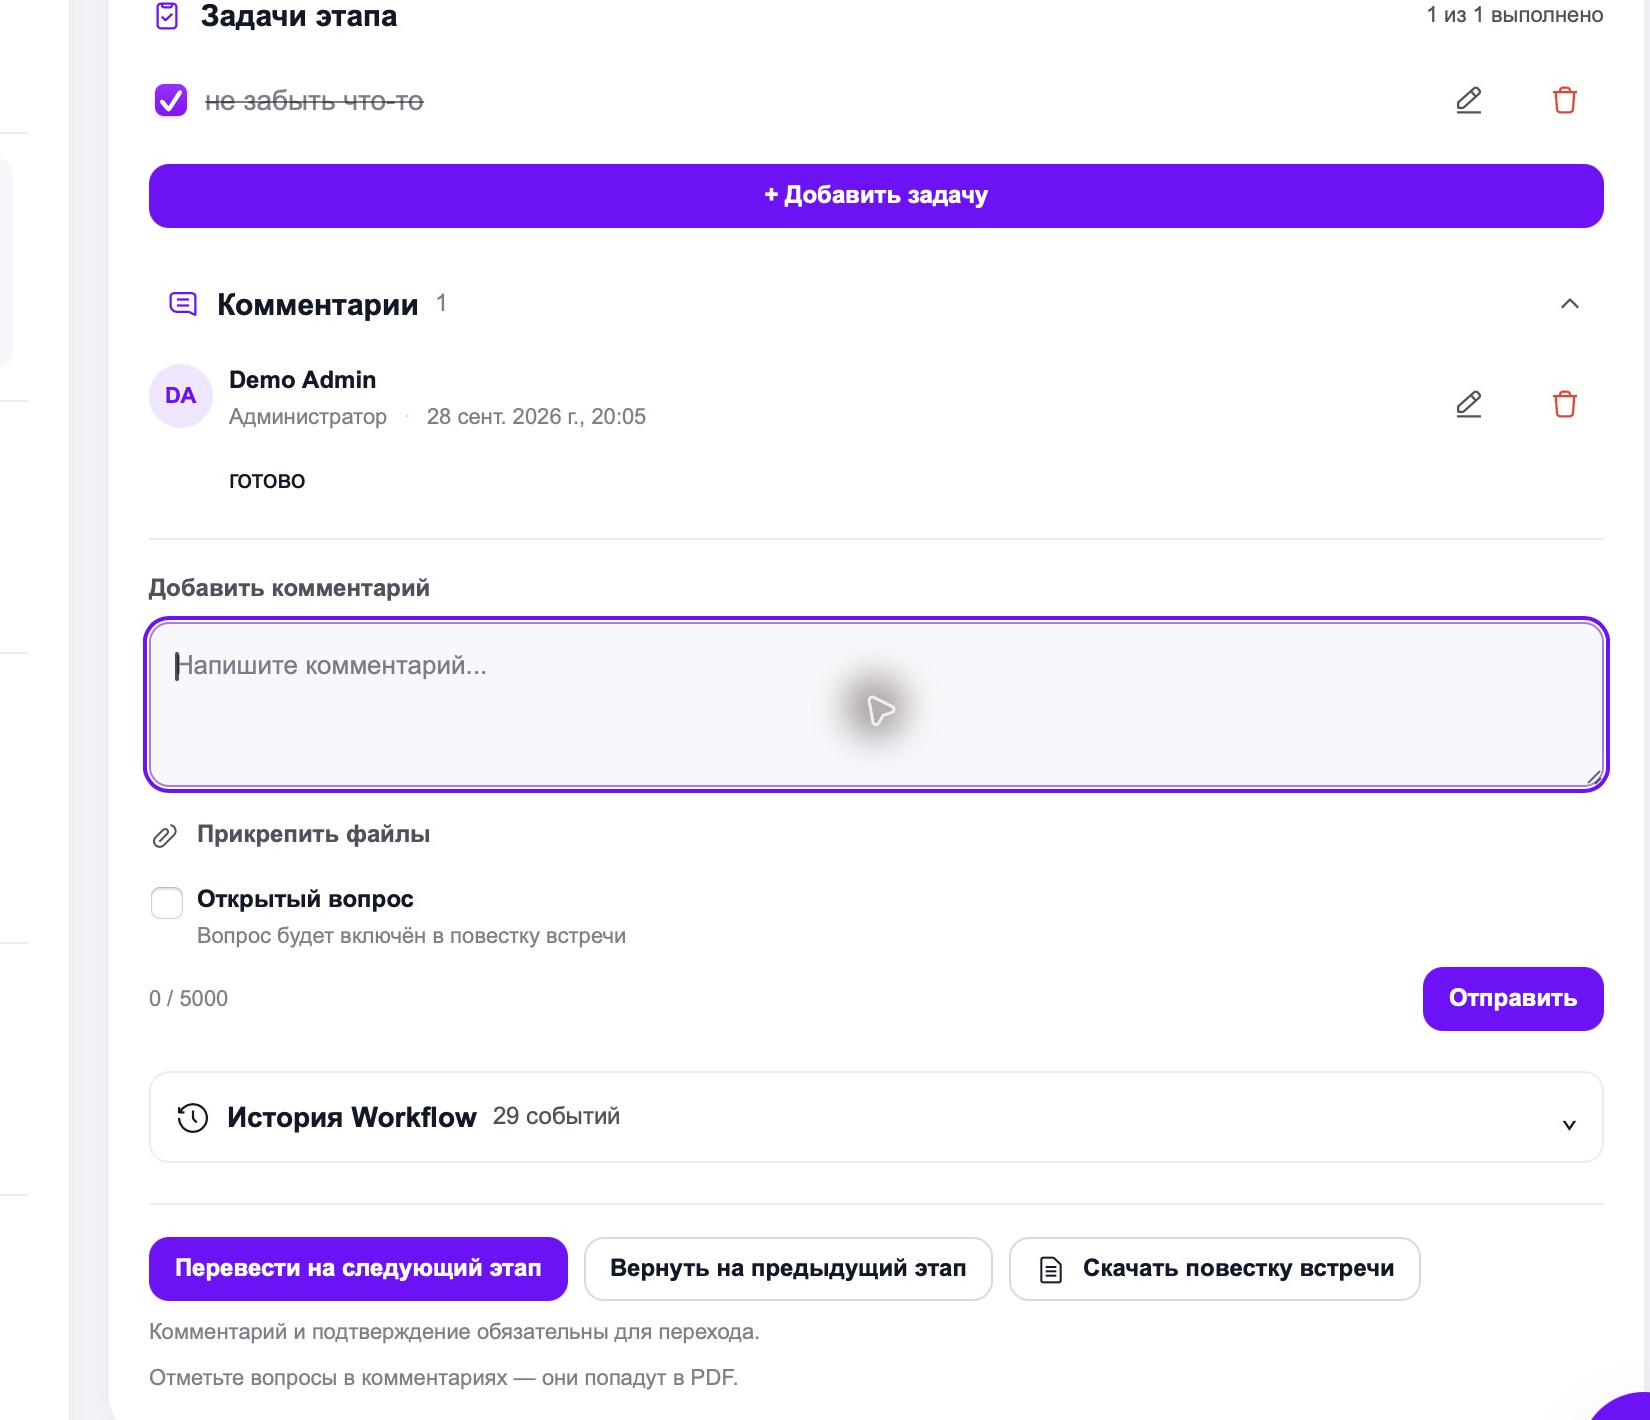 Задачи этапа
1 из 1 выполнено
не забыть что-то
+ Добавить задачу
Комментарии 1
DA
Demo Admin
Администратор · 28 сент. 2026 г., 20:05
готово
Добавить комментарий
Напишите комментарий...
Прикрепить файлы
Открытый вопрос
Вопрос будет включён в повестку встречи
0 / 5000
Отправить
История Workflow 29 событий
Перевести на следующий этап
Вернуть на предыдущий этап
Скачать повестку встречи
Комментарий и подтверждение обязательны для перехода.
Отметьте вопросы в комментариях — они попадут в PDF.